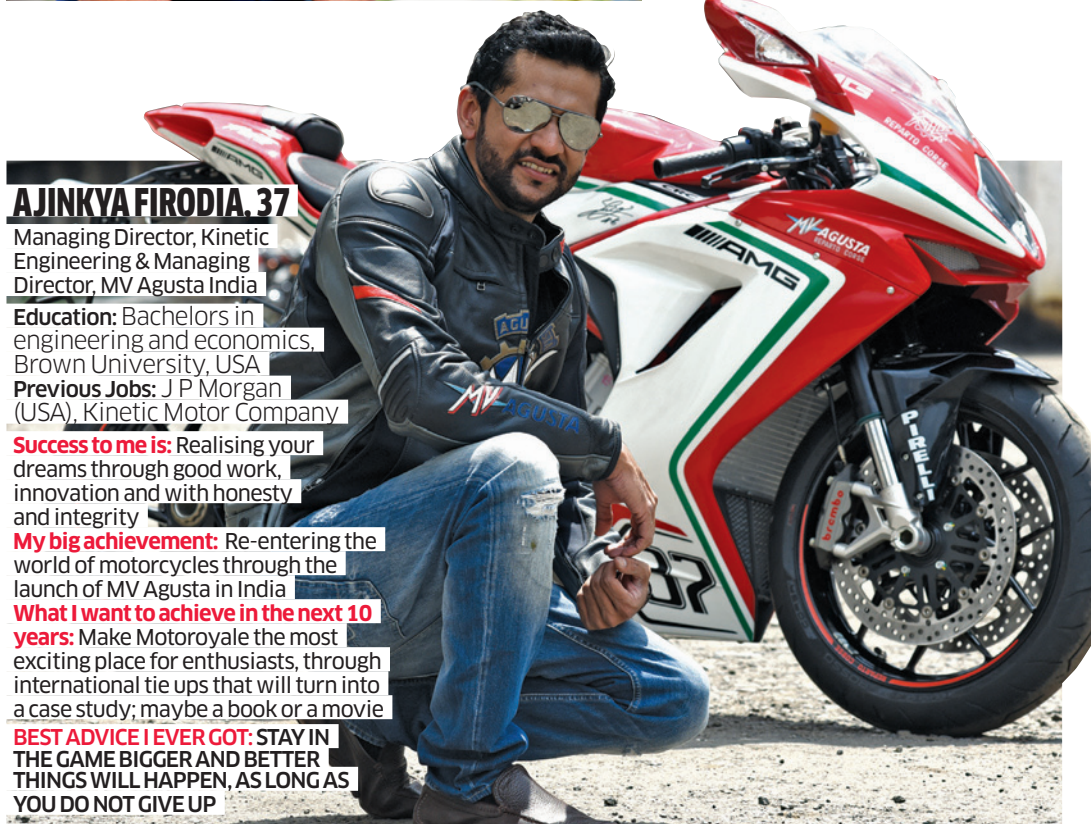 AJINKYA FIRODIA, 37
Managing Director, Kinetic
Engineering & Managing
Director, MV Agusta India
Education: Bachelors in
engineering and economics,
Brown University, USA
Previous Jobs: J P Morgan
(USA), Kinetic Motor Company
Success to me is: Realising your
dreams through good work,
innovation and with honesty
and integrity
My big achievement: Re-entering the
world of motorcycles through the
launch of MV Agusta in India
What I want to achieve in the next 10
years: Make Motoroyale the most
exciting place for enthusiasts, through
international tie ups that will turn into
a case study; maybe a book or a movie
BEST ADVICE I EVER GOT: STAY IN
THE GAME BIGGER AND BETTER
THINGS WILL HAPPEN, AS LONG AS
YOU DO NOT GIVE UP
AMG
REPARTO CORSE
MV AGUSTA
REPARTO CORSE
AMG
AGU
MV AGUSTA
PIRELLI
brembo
37